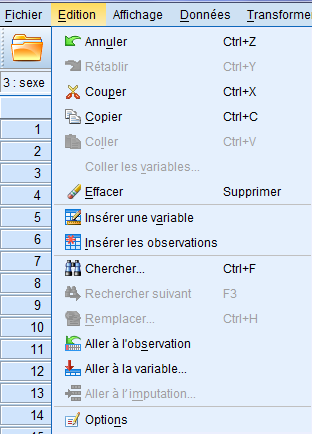 Fichier Edition Affichage Données Transforme
Annuler Ctrl+Z
Rétablir Ctrl+Y
3 : sexe
Couper Ctrl+X
Copier Ctrl+C
Coller Ctrl+V
Coller les variables...
Effacer Supprimer
Insérer une variable
Insérer les observations
Chercher... Ctrl+F
Rechercher suivant F3
Remplacer... Ctrl+H
Aller à l'observation
Aller à la variable...
Aller à l'imputation...
Options
1
2
3
4
5
6
7
8
9
10
11
12
13
14